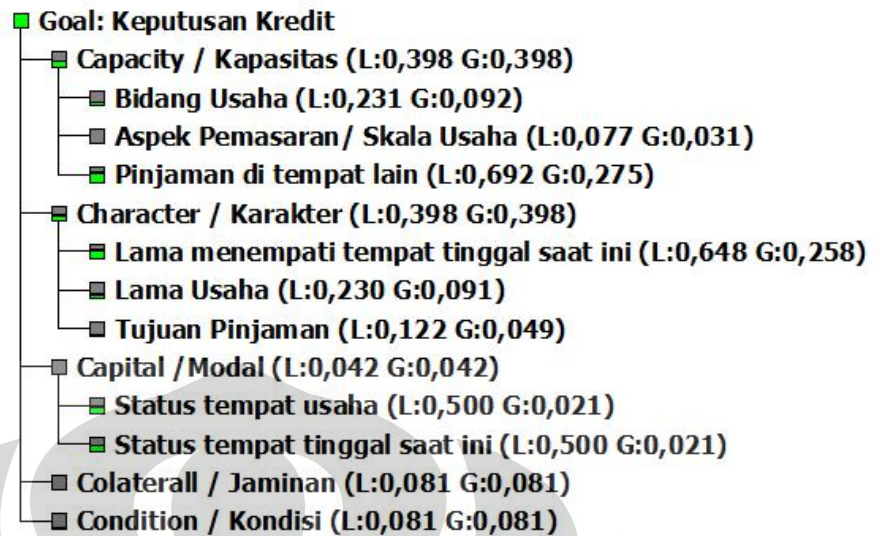 Goal: Keputusan Kredit
Capacity / Kapasitas (L:0,398 G:0,398)
Bidang Usaha (L:0,231 G:0,092)
Aspek Pemasaran/ Skala Usaha (L:0,077 G:0,031)
Pinjaman di tempat lain (L:0,692 G:0,275)
Character / Karakter (L:0,398 G:0,398)
Lama menempati tempat tinggal saat ini (L:0,648 G:0,258)
Lama Usaha (L:0,230 G:0,091)
Tujuan Pinjaman (L:0,122 G:0,049)
Capital /Modal (L:0,042 G:0,042)
Status tempat usaha (L:0,500 G:0,021)
Status tempat tinggal saat ini (L:0,500 G:0,021)
Colaterall / Jaminan (L:0,081 G:0,081)
Condition / Kondisi (L:0,081 G:0,081)